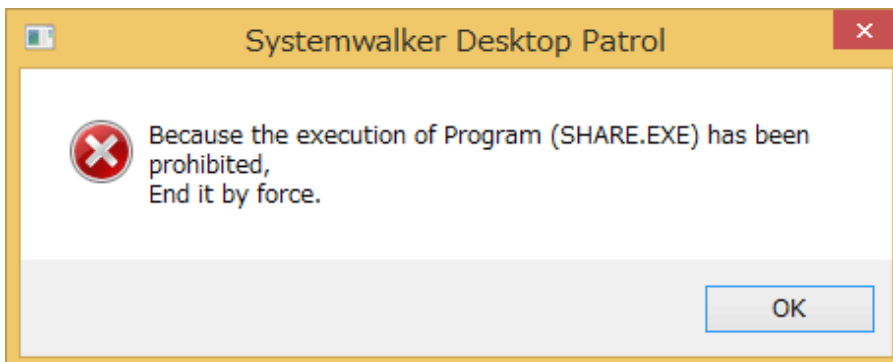 Systemwalker Desktop Patrol
Because the execution of Program (SHARE.EXE) has been
prohibited,
End it by force.
OK